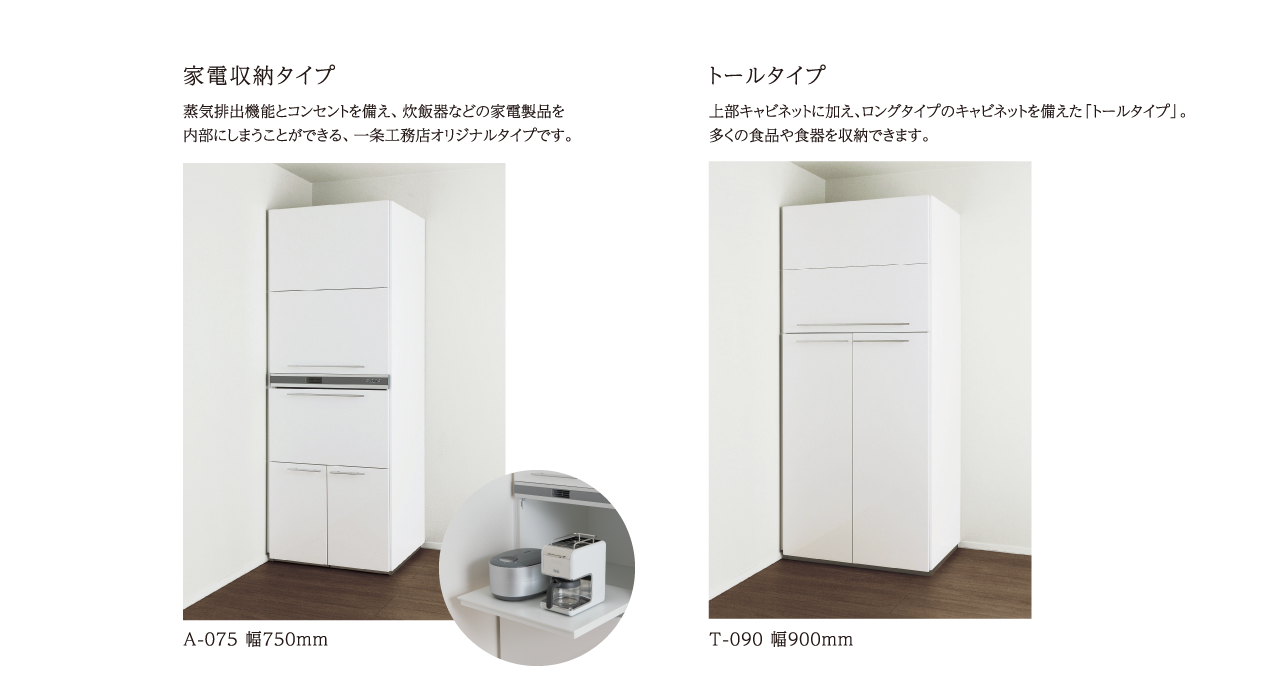 家電収納タイプ
蒸気排出機能とコンセントを備え、炊飯器などの家電製品を
内部にしまうことができる、一条工務店オリジナルタイプです。
A-075 幅750mm
トールタイプ
上部キャビネットに加え、ロングタイプのキャビネットを備えた「トールタイプ」。
多くの食品や食器を収納できます。
T-090 幅900mm